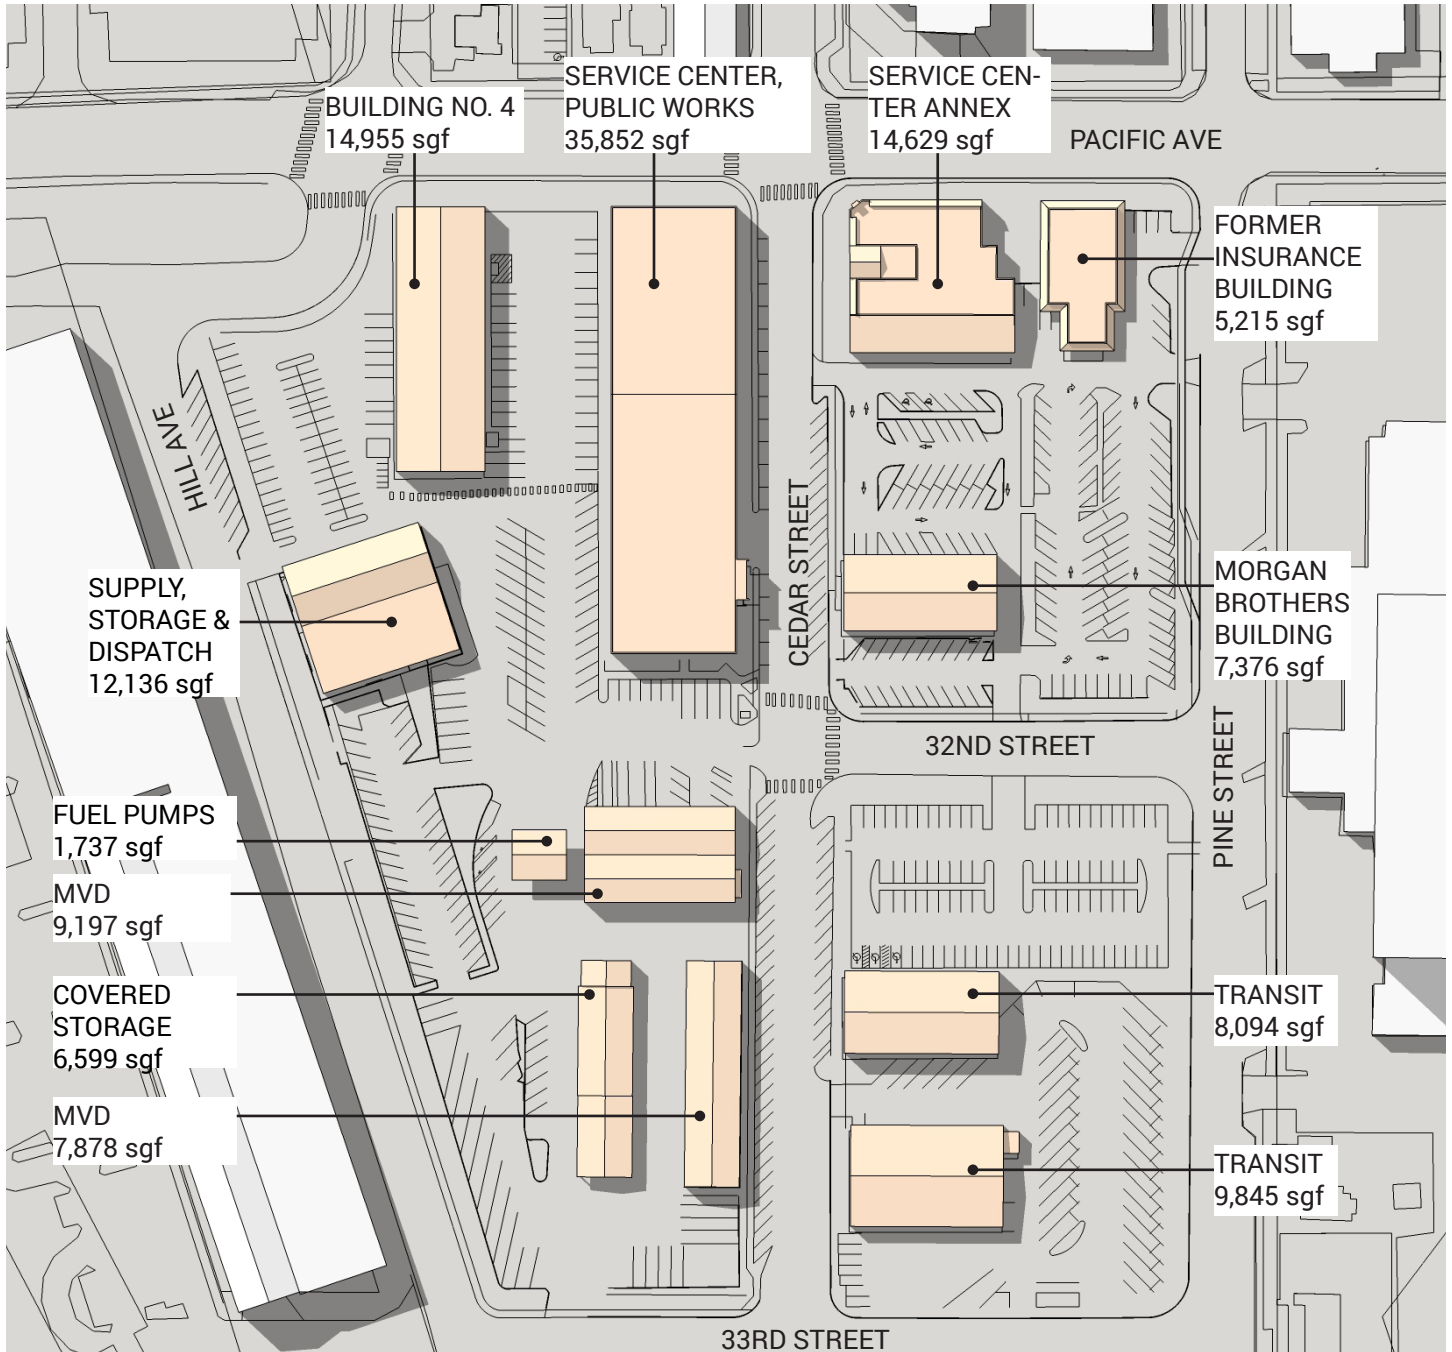 SERVICE CENTER,
PUBLIC WORKS
35,852 sgf
SERVICE CEN-
TER ANNEX
14,629 sgf
BUILDING NO. 4
14,955 sgf
PACIFIC AVE
FORMER
INSURANCE
BUILDING
5,215 sgf
HILL AVE
CEDAR STREET
SUPPLY,
STORAGE &
DISPATCH
12,136 sgf
MORGAN
BROTHERS
BUILDING
7,376 sgf
32ND STREET
PINE STREET
FUEL PUMPS
1,737 sgf
MVD
9,197 sgf
COVERED
STORAGE
6,599 sgf
TRANSIT
8,094 sgf
MVD
7,878 sgf
TRANSIT
9,845 sgf
33RD STREET